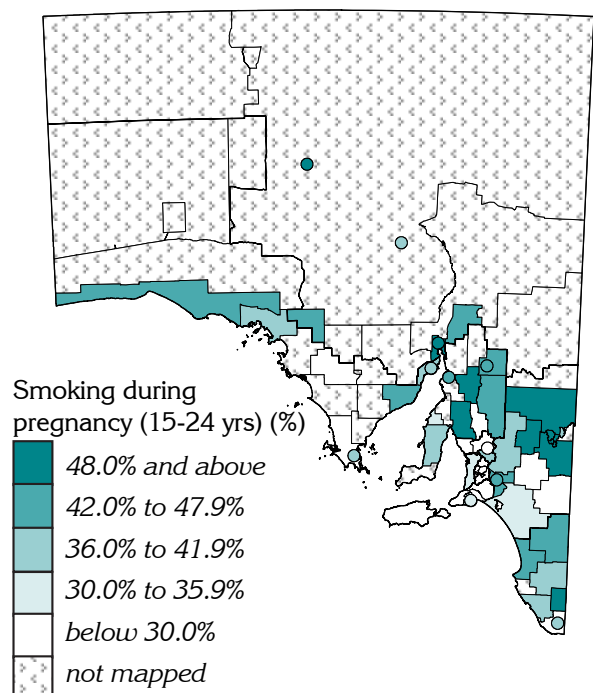 Smoking during
pregnancy (15-24 yrs) (%)
48.0% and above
42.0% to 47.9%
36.0% to 41.9%
30.0% to 35.9%
below 30.0%
not mapped